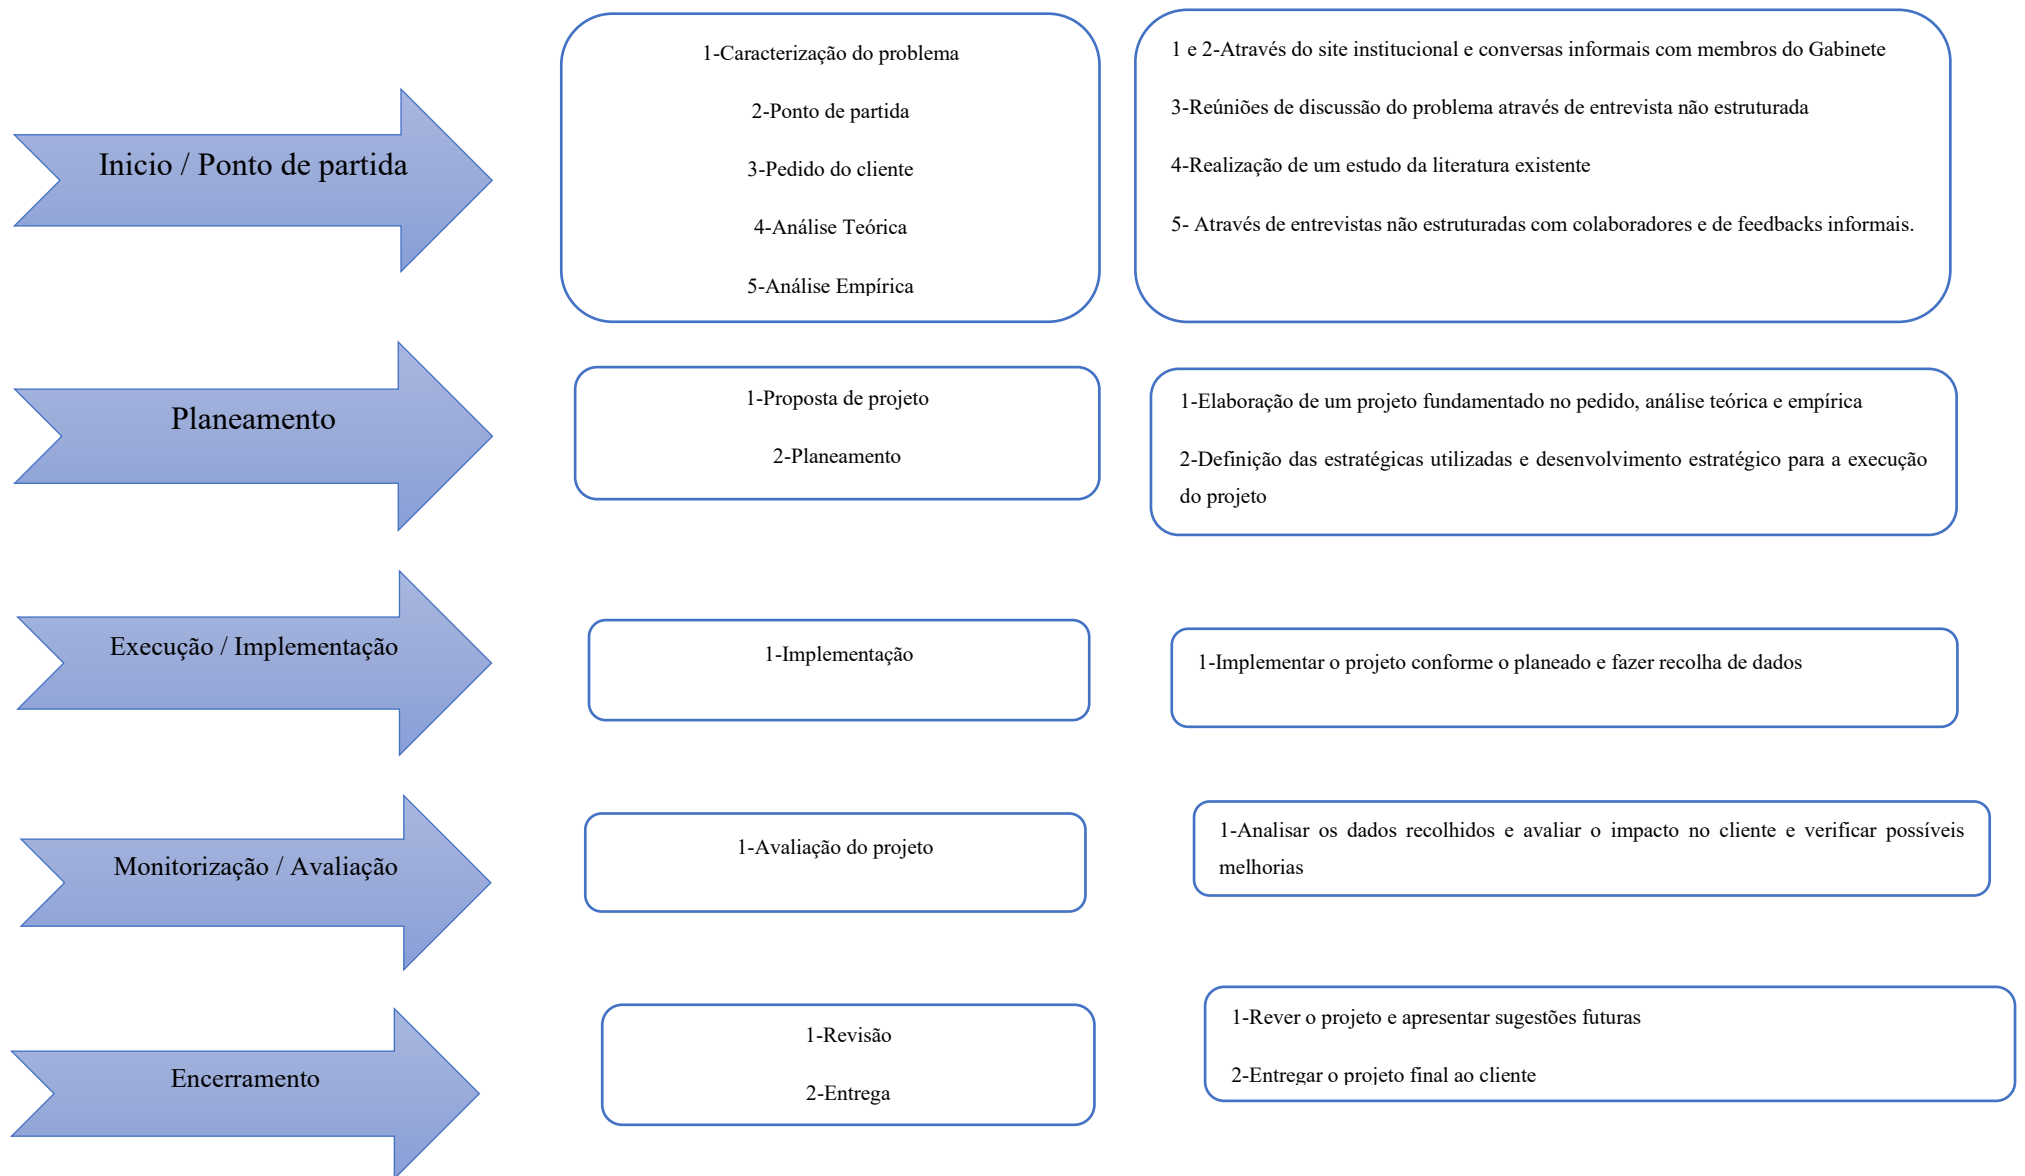 Inicio / Ponto de partida
1-Caracterização do problema
2-Ponto de partida
3-Pedido do cliente
4-Análise Teórica
5-Análise Empírica
1 e 2-Através do site institucional e conversas informais com membros do Gabinete
3-Reúniões de discussão do problema através de entrevista não estruturada
4-Realização de um estudo da literatura existente
5- Através de entrevistas não estruturadas com colaboradores e de feedbacks informais.
Planeamento
1-Proposta de projeto
2-Planeamento
1-Elaboração de um projeto fundamentado no pedido, análise teórica e empírica
2-Definição das estratégicas utilizadas e desenvolvimento estratégico para a execução
do projeto
Execução / Implementação
1-Implementação
1-Implementar o projeto conforme o planeado e fazer recolha de dados
Monitorização / Avaliação
1-Avaliação do projeto
1-Analisar os dados recolhidos e avaliar o impacto no cliente e verificar possíveis
melhorias
Encerramento
1-Revisão
2-Entrega
1-Rever o projeto e apresentar sugestões futuras
2-Entregar o projeto final ao cliente